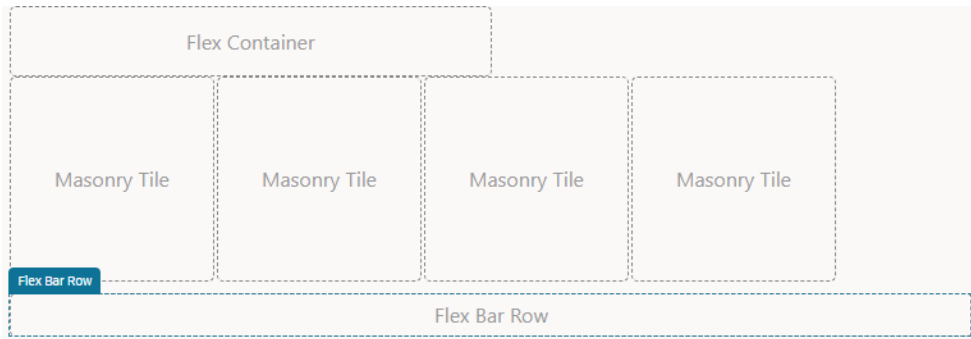 Flex Container
Masonry Tile Masonry Tile Masonry Tile Masonry Tile
Flex Bar Row
Flex Bar Row